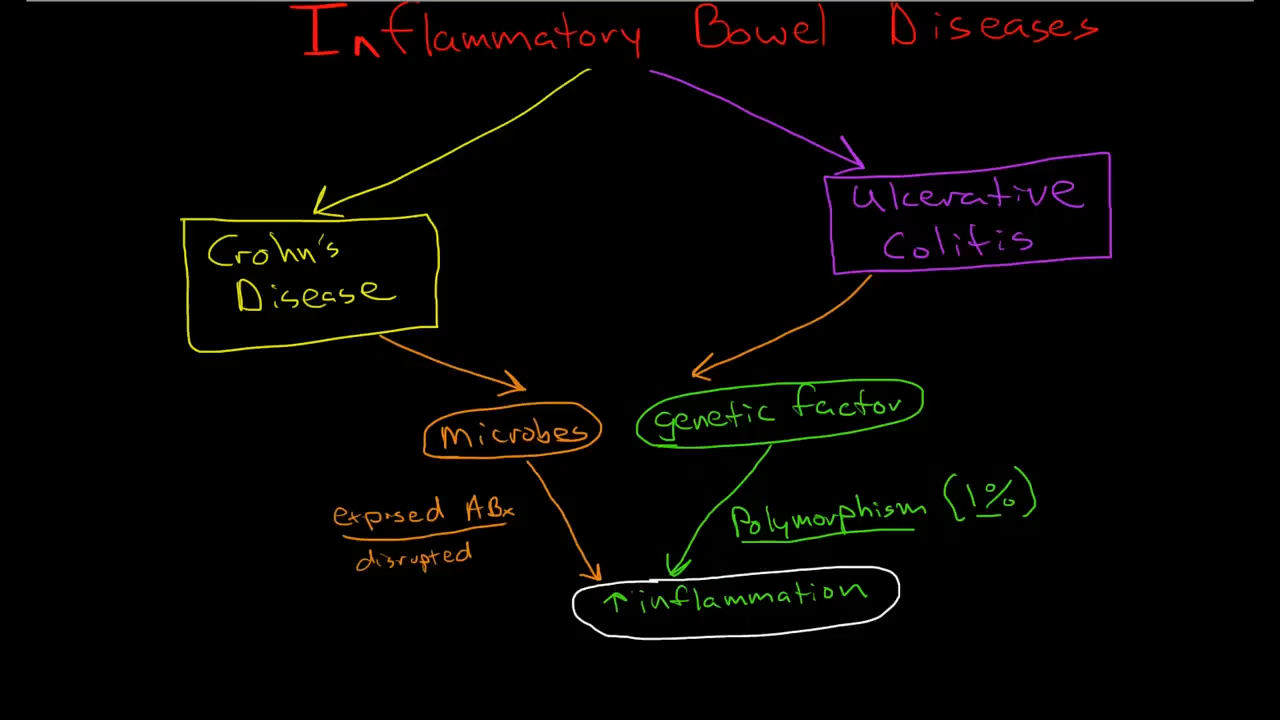 Inflammatory Bowel Diseases
Ulcerative
Colitis
Crohn's
Disease
microbes
genetic factor
exposed ABx
disrupted
Polymorphism (1%)
↑ inflammation